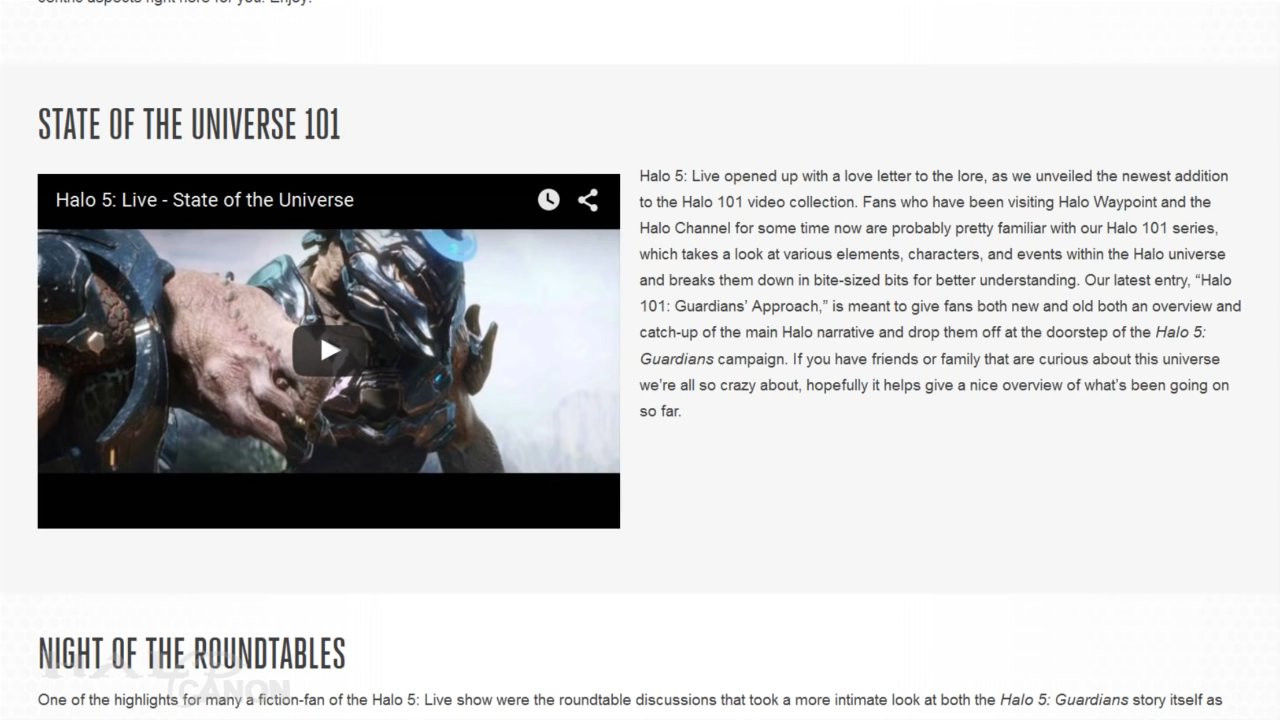 centric aspects right here for you. Enjoy!
STATE OF THE UNIVERSE 101
Halo 5: Live - State of the Universe
Halo 5: Live opened up with a love letter to the lore, as we unveiled the newest addition
to the Halo 101 video collection. Fans who have been visiting Halo Waypoint and the
Halo Channel for some time now are probably pretty familiar with our Halo 101 series,
which takes a look at various elements, characters, and events within the Halo universe
and breaks them down in bite-sized bits for better understanding. Our latest entry, “Halo
101: Guardians’ Approach,” is meant to give fans both new and old both an overview and
catch-up of the main Halo narrative and drop them off at the doorstep of the Halo 5:
Guardians campaign. If you have friends or family that are curious about this universe
we’re all so crazy about, hopefully it helps give a nice overview of what’s been going on
so far.
NIGHT OF THE ROUNDTABLES
HALO
CANON
One of the highlights for many a fiction-fan of the Halo 5: Live show were the roundtable discussions that took a more intimate look at both the Halo 5: Guardians story itself as